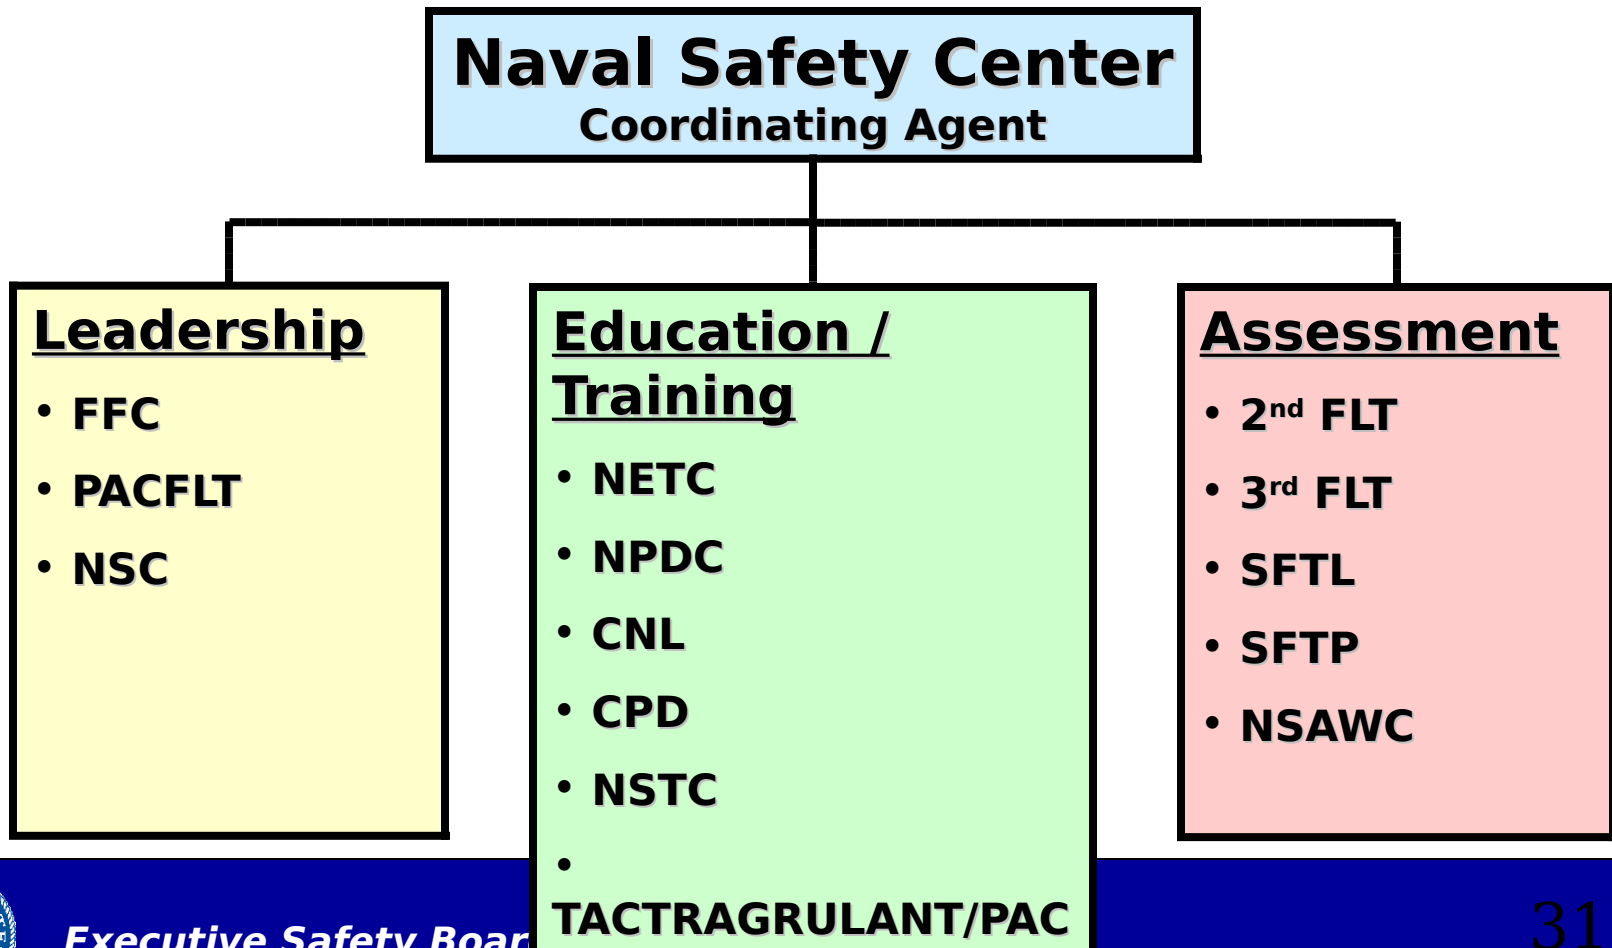 Naval Safety Center
Coordinating Agent
Leadership
• FFC
• PACFLT
• NSC
Education /
Training
• NETC
• NPDC
• CNL
• CPD
• NSTC
•
TACTRAGRULANT/PAC
Assessment
• 2nd FLT
• 3rd FLT
• SFTL
• SFTP
• NSAWC
Executive Safety Boar
31